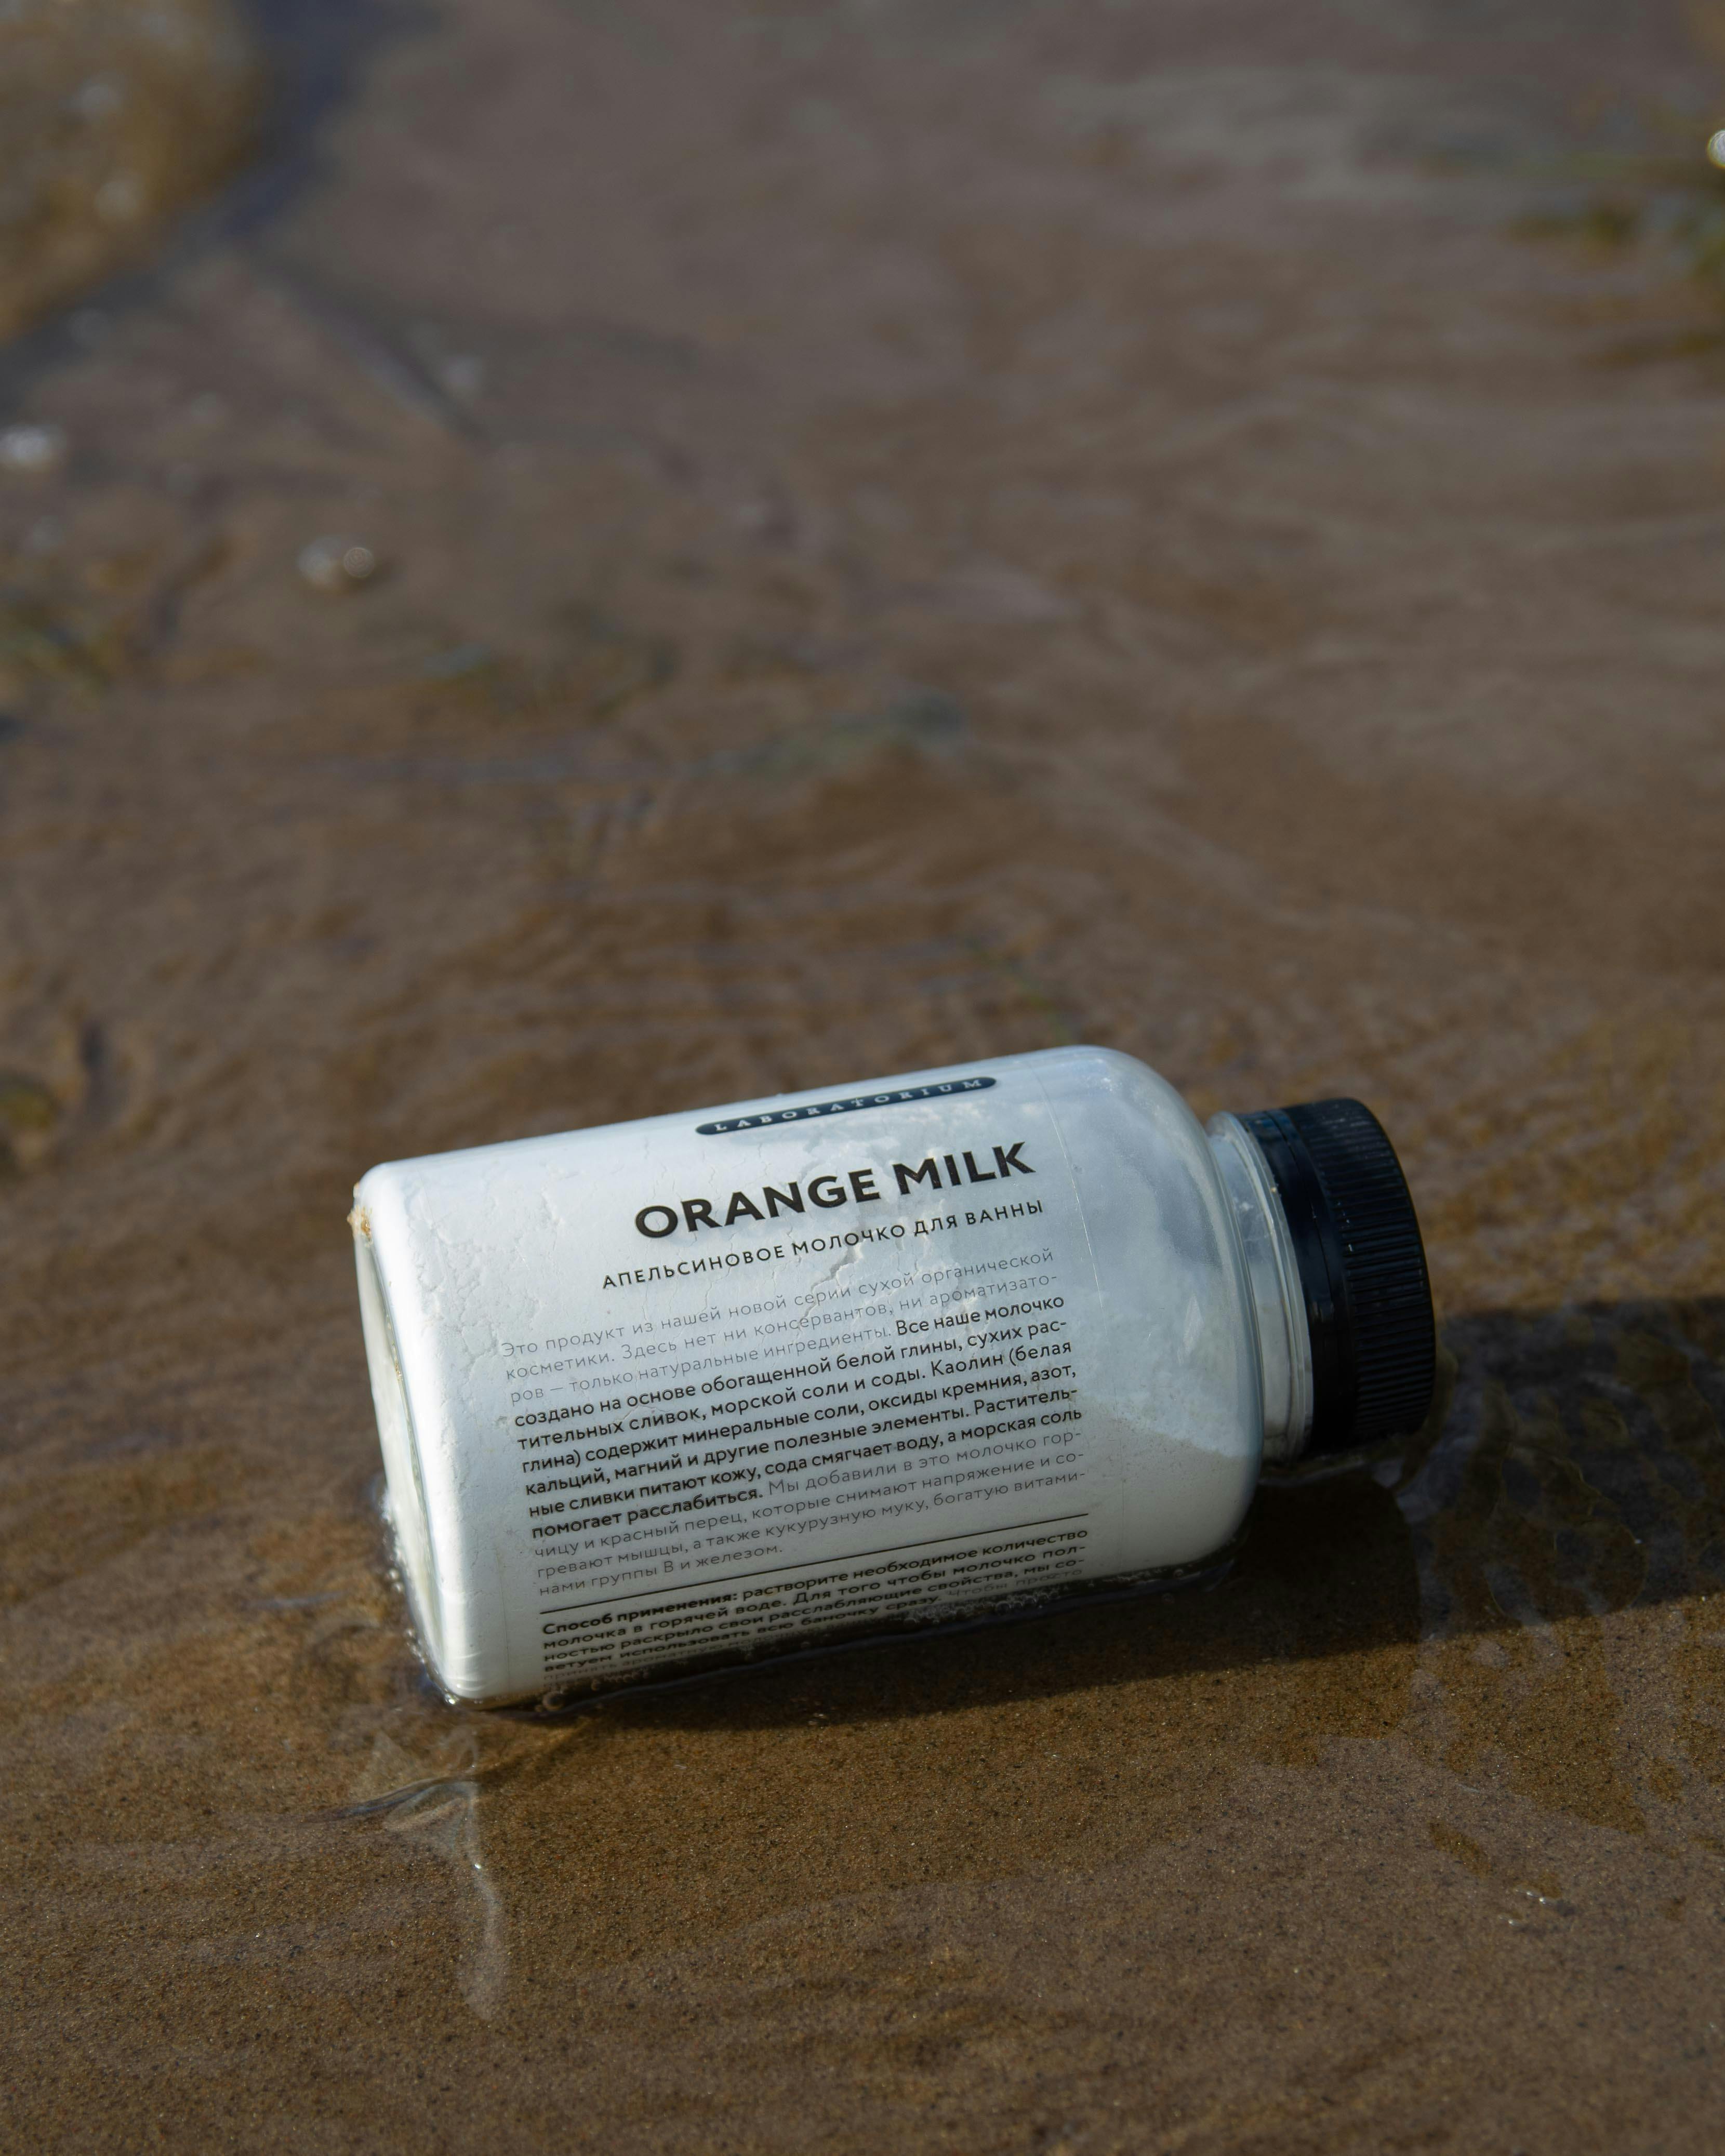 LABORATORIUM
ORANGE MILK
АПЕЛЬСИНОВОЕ МОЛОЧКО ДЛЯ ВАННЫ
Это продукт из нашей новой серии сухой органической
косметики. Здесь нет ни консервантов, ни ароматизато-
ров — только натуральные ингредиенты. Все наше молочко
создано на основе обогащенной белой глины, сухих рас-
тительных сливок, морской соли и соды. Каолин (белая
глина) содержит минеральные соли, оксиды кремния, азот,
кальций, магний и другие полезные элементы. Раститель-
ные сливки питают кожу, сода смягчает воду, а морская соль
помогает расслабиться. Мы добавили в это молочко гор-
чицу и красный перец, которые снимают напряжение и со-
гревают мышцы, а также кукурузную муку, богатую витами-
нами группы В и железом.
Способ применения: растворите необходимое количество
молочка в горячей воде. Для того чтобы молочко пол-
ностью раскрыло свои расслабляющие свойства, мы со-
ветуем использовать всю баночку сразу. Чтобы просто